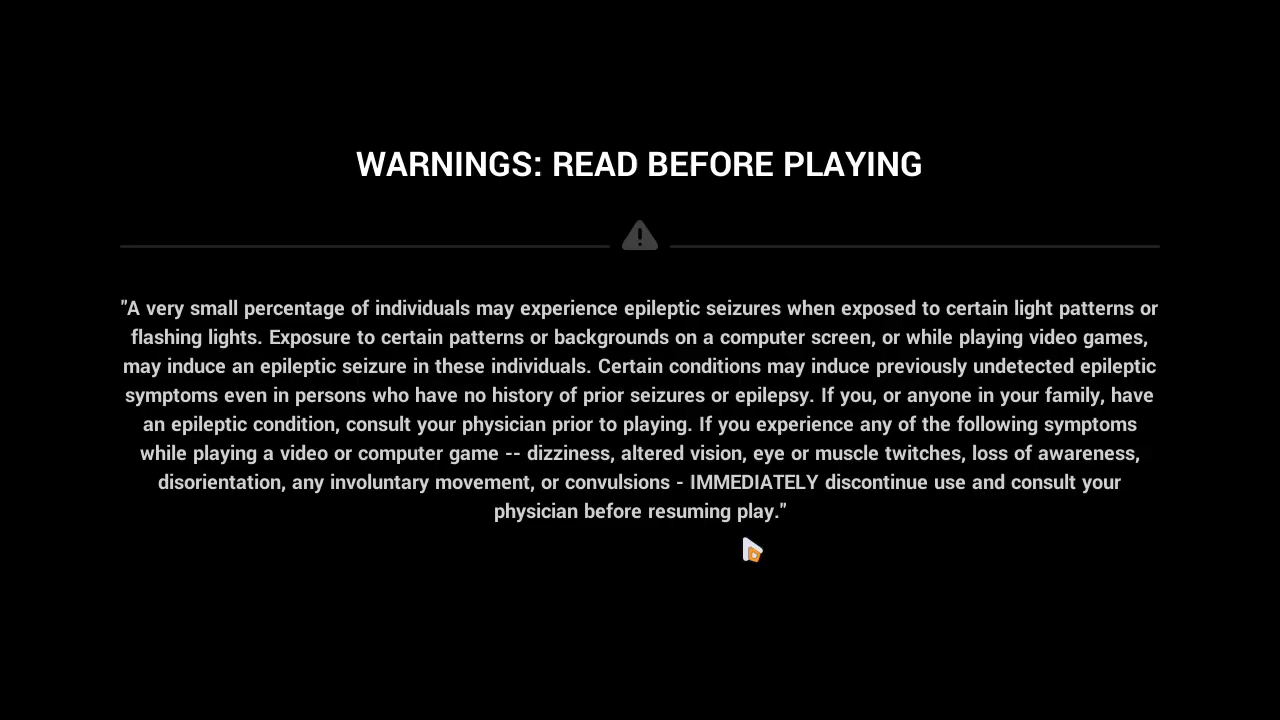 WARNINGS: READ BEFORE PLAYING
"A very small percentage of individuals may experience epileptic seizures when exposed to certain light patterns or
flashing lights. Exposure to certain patterns or backgrounds on a computer screen, or while playing video games,
may induce an epileptic seizure in these individuals. Certain conditions may induce previously undetected epileptic
symptoms even in persons who have no history of prior seizures or epilepsy. If you, or anyone in your family, have
an epileptic condition, consult your physician prior to playing. If you experience any of the following symptoms
while playing a video or computer game -- dizziness, altered vision, eye or muscle twitches, loss of awareness,
disorientation, any involuntary movement, or convulsions - IMMEDIATELY discontinue use and consult your
physician before resuming play."